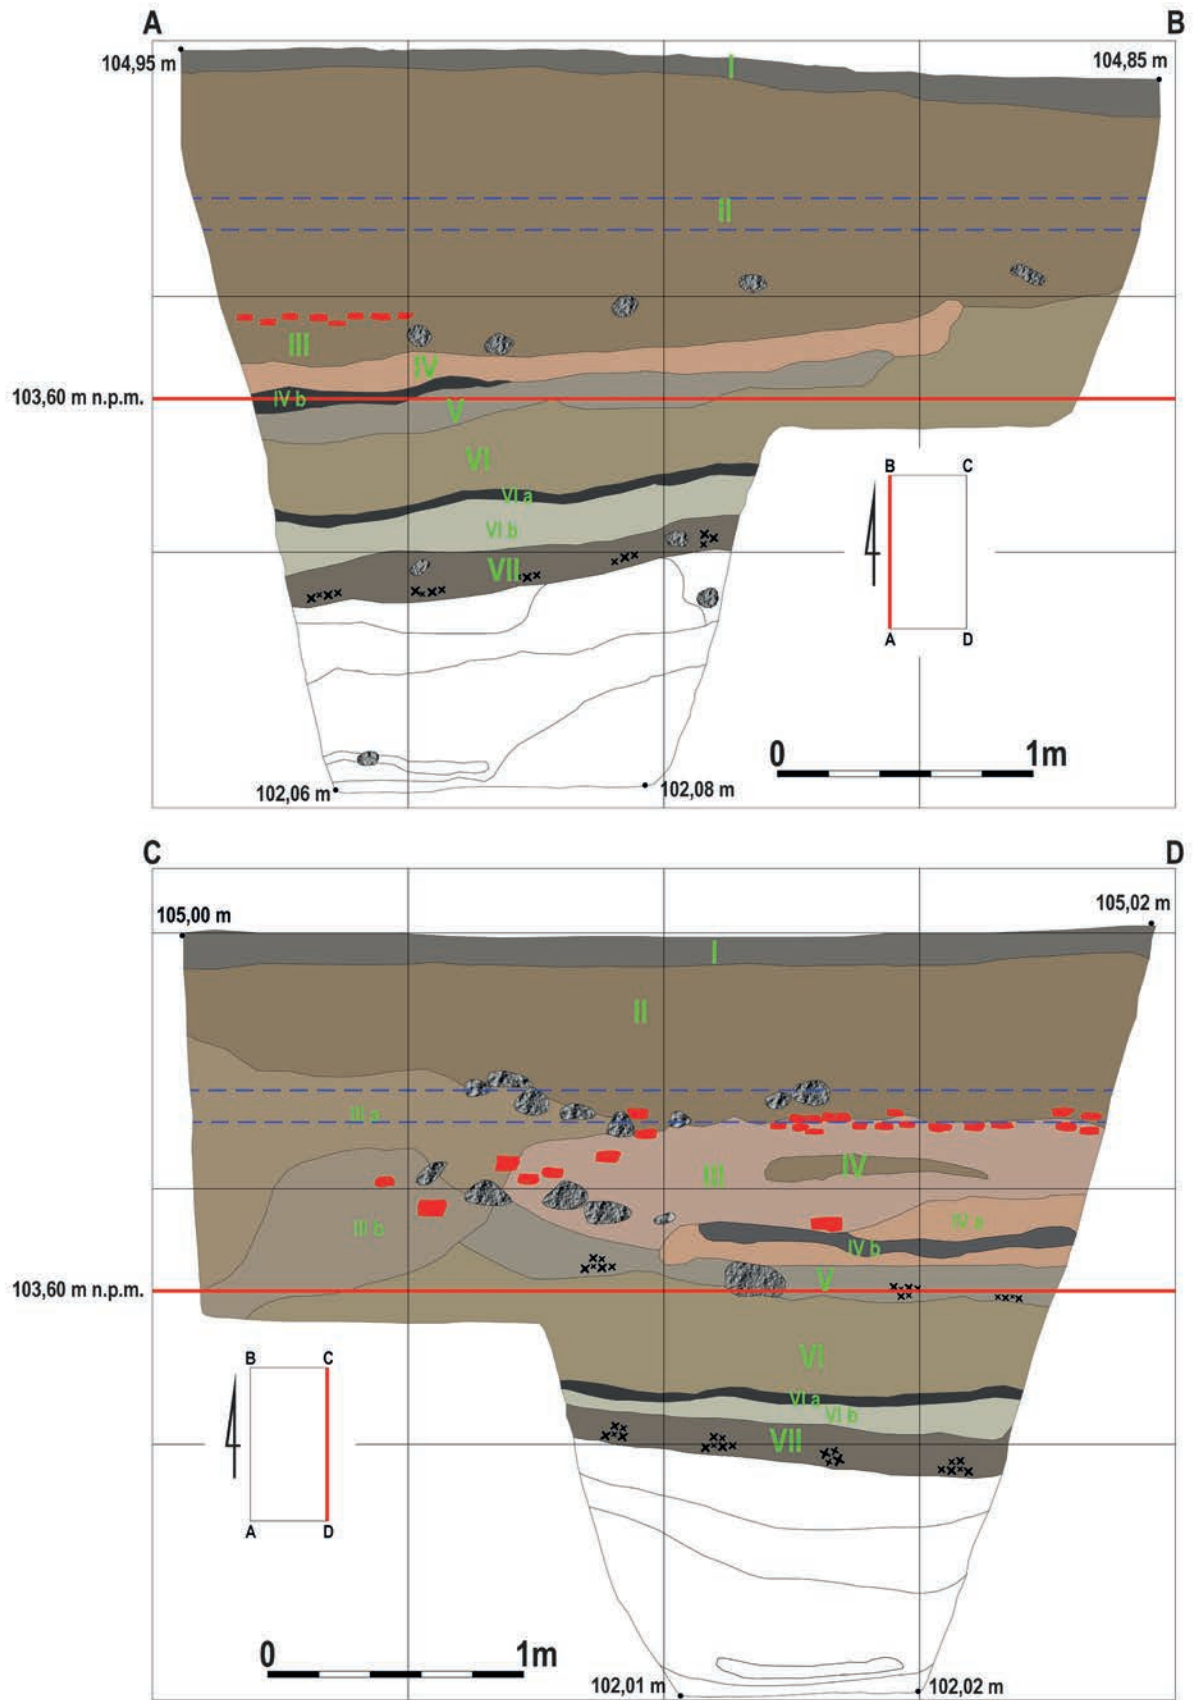 A B
104,95 m 104,85 m
I
II
III
IV
103,60 m n.p.m. IV b
V
VI
VI a
VI b
VII
B C
A D
0 1m
102,06 m 102,08 m
C D
105,00 m 105,02 m
I
II
III a
III IV
III b IV a
IV b
V
103,60 m n.p.m.
VI
VI a
VI b
VII
B C
A D
0 1m
102,01 m 102,02 m